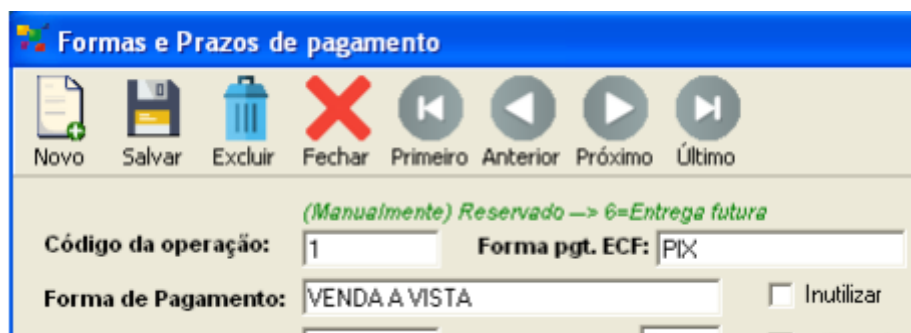 Formas e Prazos de pagamento
Novo Salvar Excluir Fechar Primeiro Anterior Próximo Último
(Manualmente) Reservado --> 6=Entrega futura
Código da operação: 1 Forma pgt. ECF: PIX
Forma de Pagamento: VENDA A VISTA Inutilizar